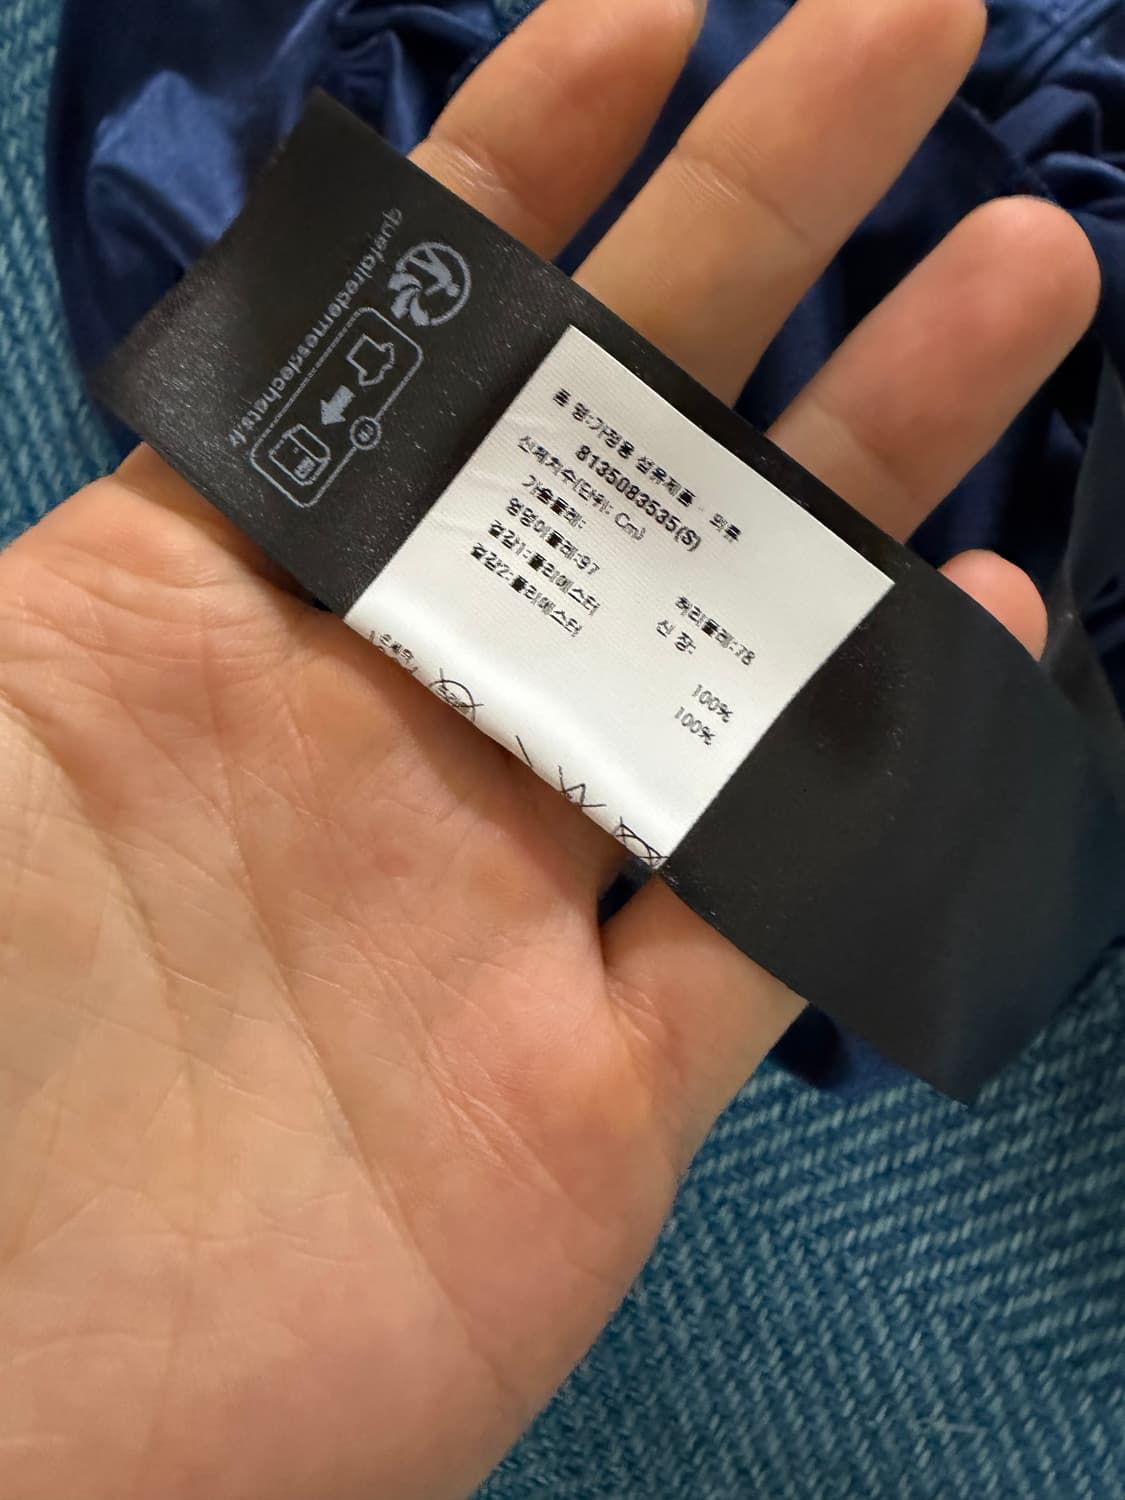 품 명:가정용 섬유제품 - 의류
8135083535(S)
신체치수(단위: Cm)
가슴둘레: 허리둘레:78
엉덩이둘레:97 신 장:
겉감1:폴리에스터 100%
겉감2:폴리에스터 100%
quefairedemesdechets.fr
FR